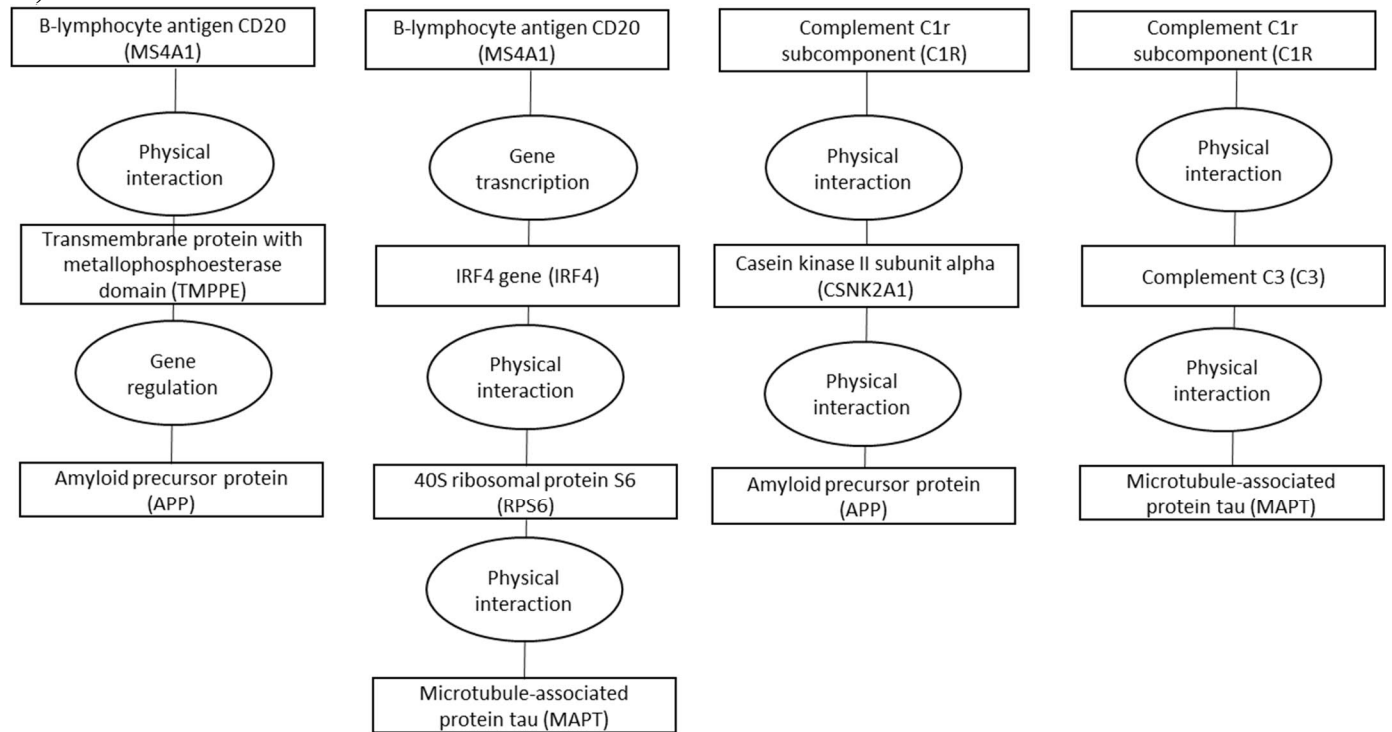 B-lymphocyte antigen CD20
(MS4A1)
Physical
interaction
Transmembrane protein with
metallophosphoesterase
domain (TMPPE)
Gene
regulation
Amyloid precursor protein
(APP)
B-lymphocyte antigen CD20
(MS4A1)
Gene
trasncription
IRF4 gene (IRF4)
Physical
interaction
40S ribosomal protein S6
(RPS6)
Physical
interaction
Microtubule-associated
protein tau (MAPT)
Complement C1r
subcomponent (C1R)
Physical
interaction
Casein kinase II subunit alpha
(CSNK2A1)
Physical
interaction
Amyloid precursor protein
(APP)
Complement C1r
subcomponent (C1R
Physical
interaction
Complement C3 (C3)
Physical
interaction
Microtubule-associated
protein tau (MAPT)